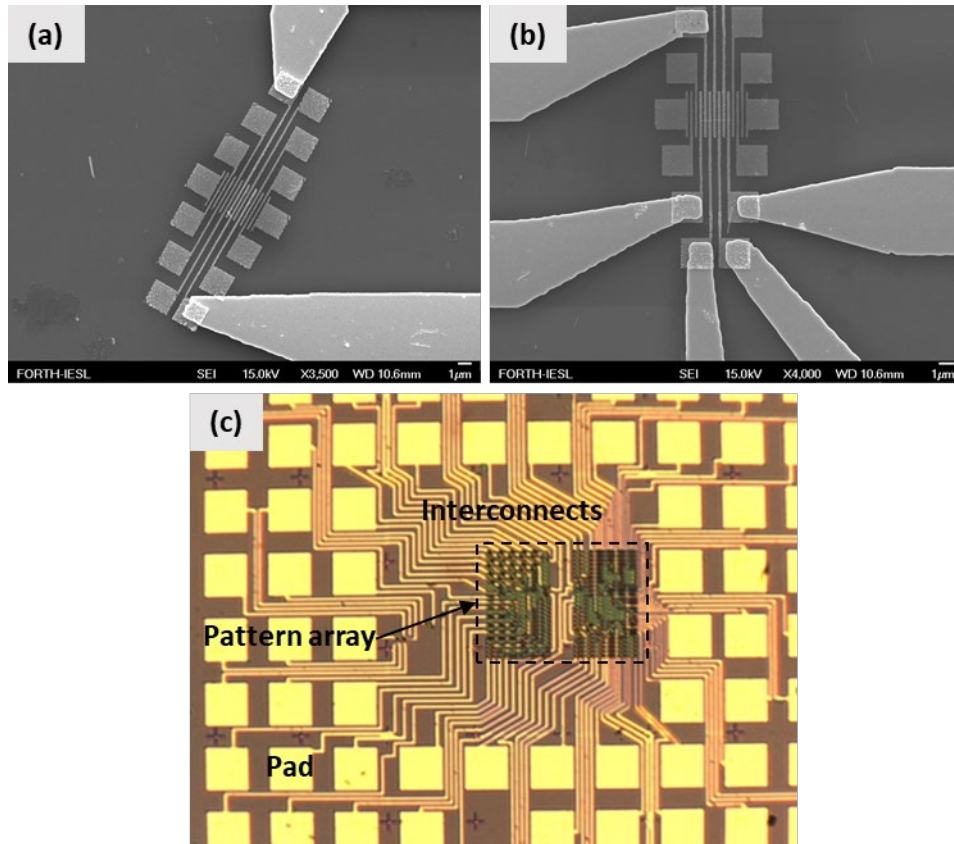 (a)
FORTH-IESL SEI 15.0kV X3,500 WD 10.6mm 1µm
(b)
FORTH-IESL SEI 15.0kV X4,000 WD 10.6mm 1µm
(c)
Interconnects
Pattern array
Pad